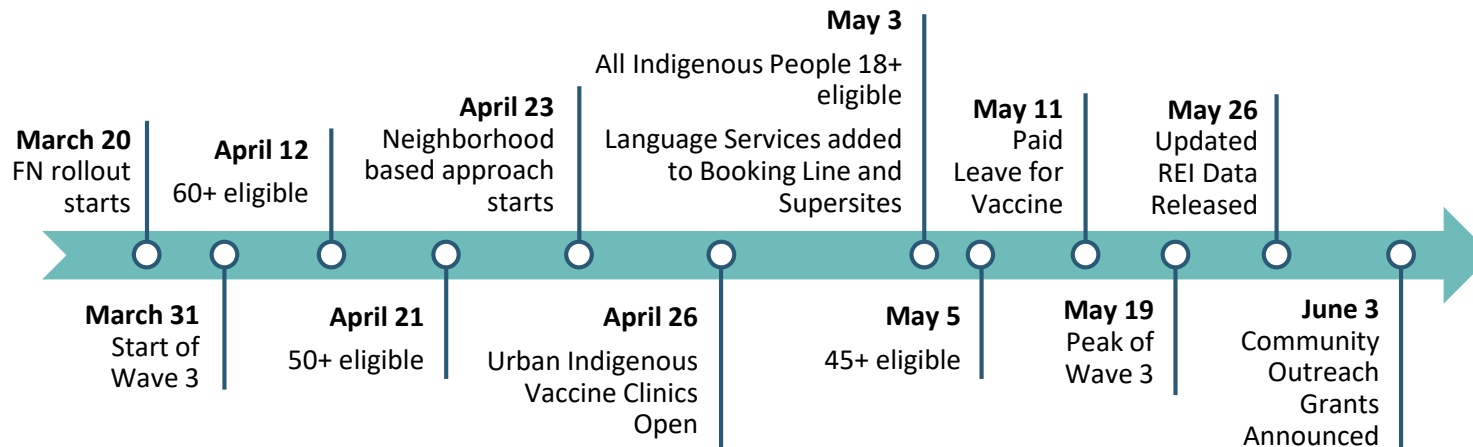 March 20
FN rollout
starts
March 31
Start of
Wave 3
April 12
60+ eligible
April 21
50+ eligible
April 23
Neighborhood
based approach
starts
April 26
Urban Indigenous
Vaccine Clinics
Open
May 3
All Indigenous People 18+
eligible
Language Services added
to Booking Line and
Supersites
May 5
45+ eligible
May 11
Paid
Leave for
Vaccine
May 19
Peak of
Wave 3
May 26
Updated
REI Data
Released
June 3
Community
Outreach
Grants
Announced